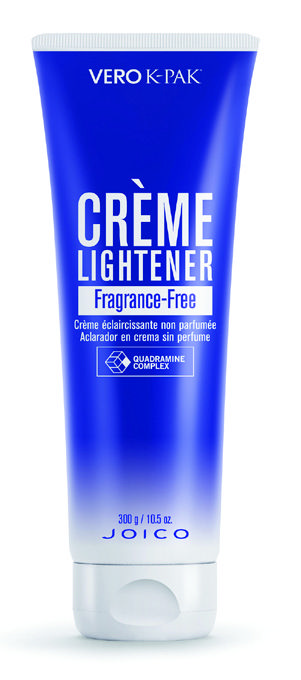 VERO K-PAK®
CRÈME
LIGHTENER
Fragrance-Free
Crème éclaircissante non parfumée
Aclarador en crema sin perfume
QUADRAMINE
COMPLEX
300 g / 10.5 oz.
JOICO